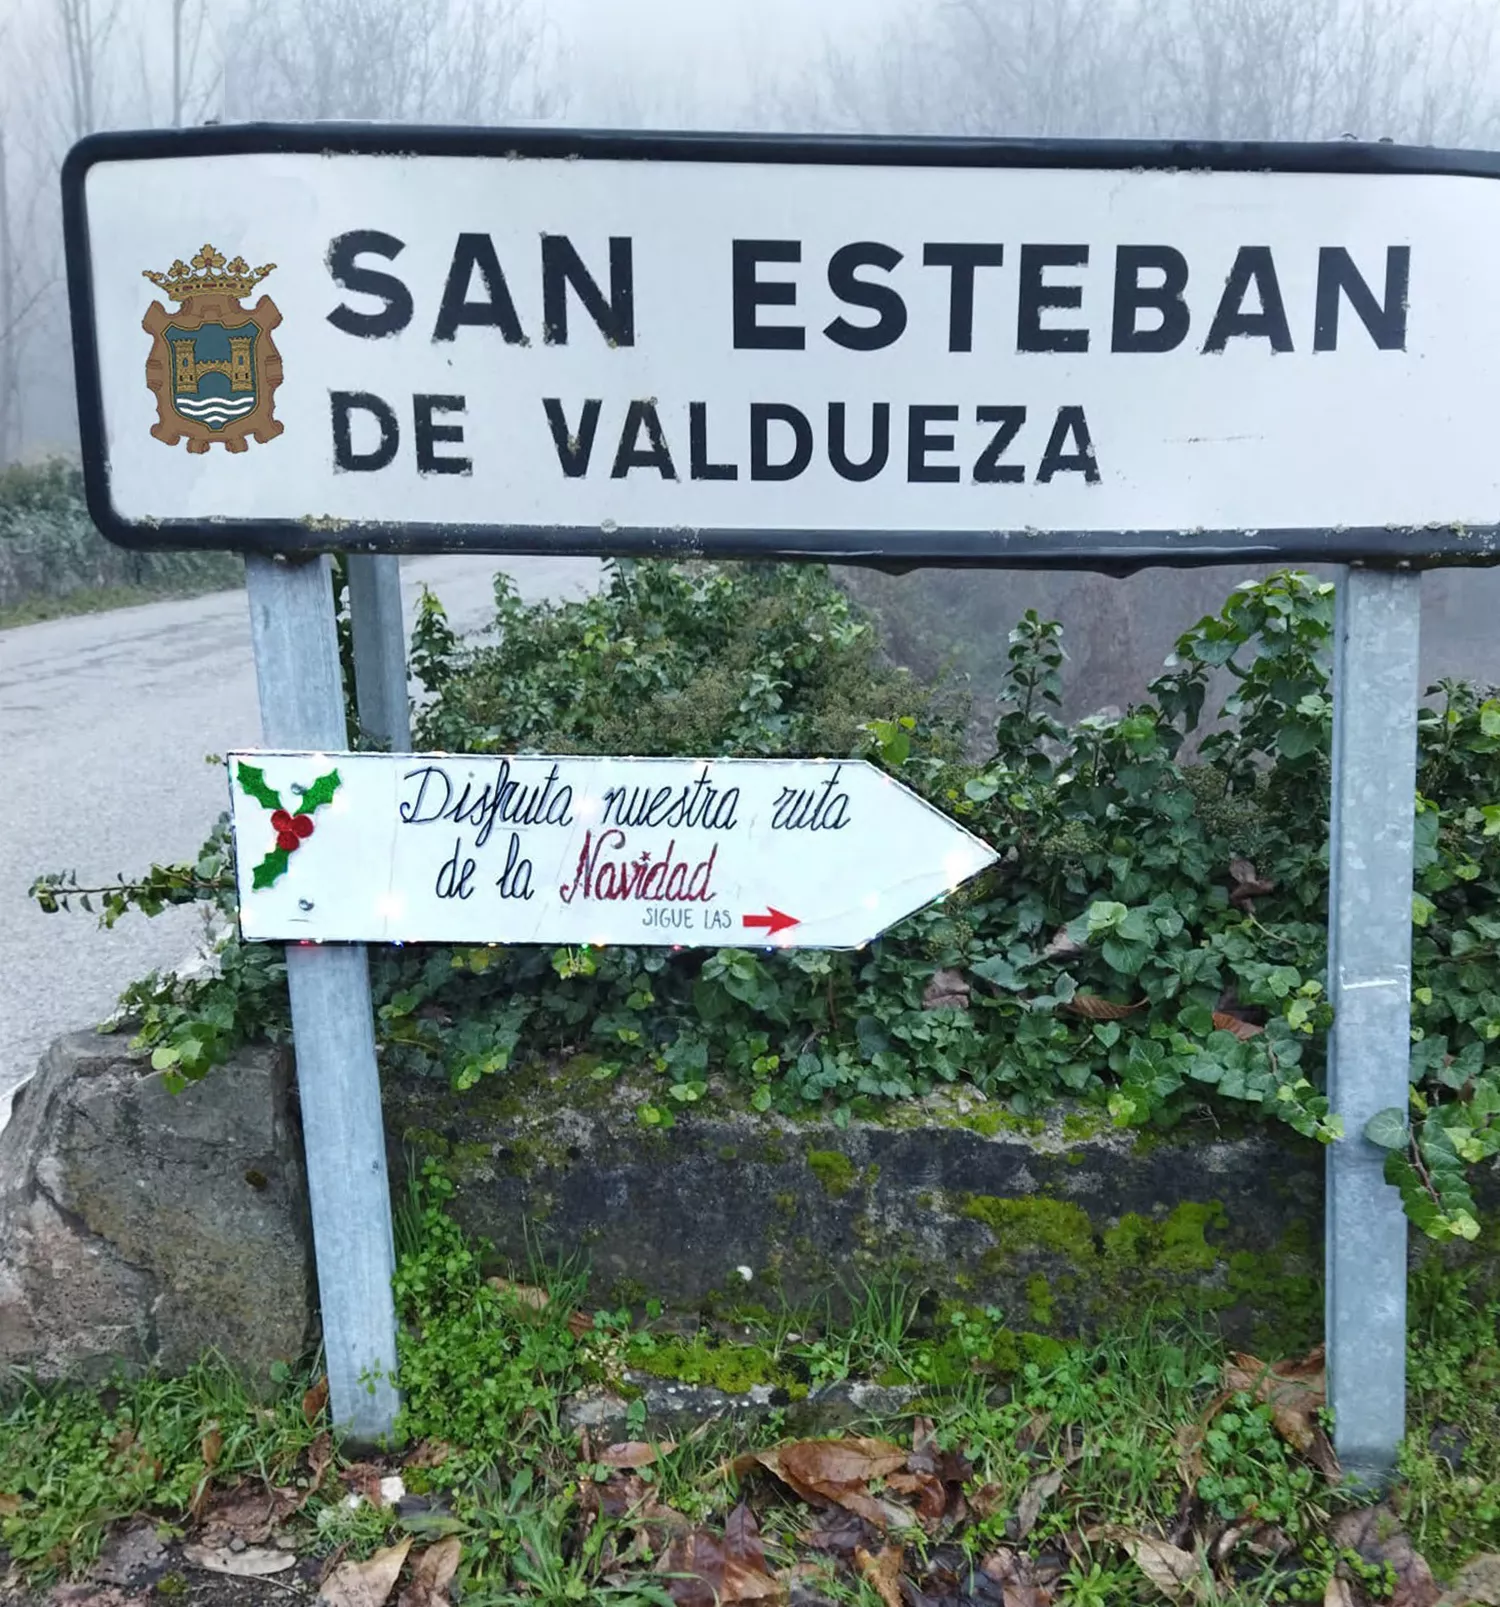 SAN ESTEBAN
DE VALDUEZA
Disfruta nuestra ruta
de la Navidad
SIGUE LAS